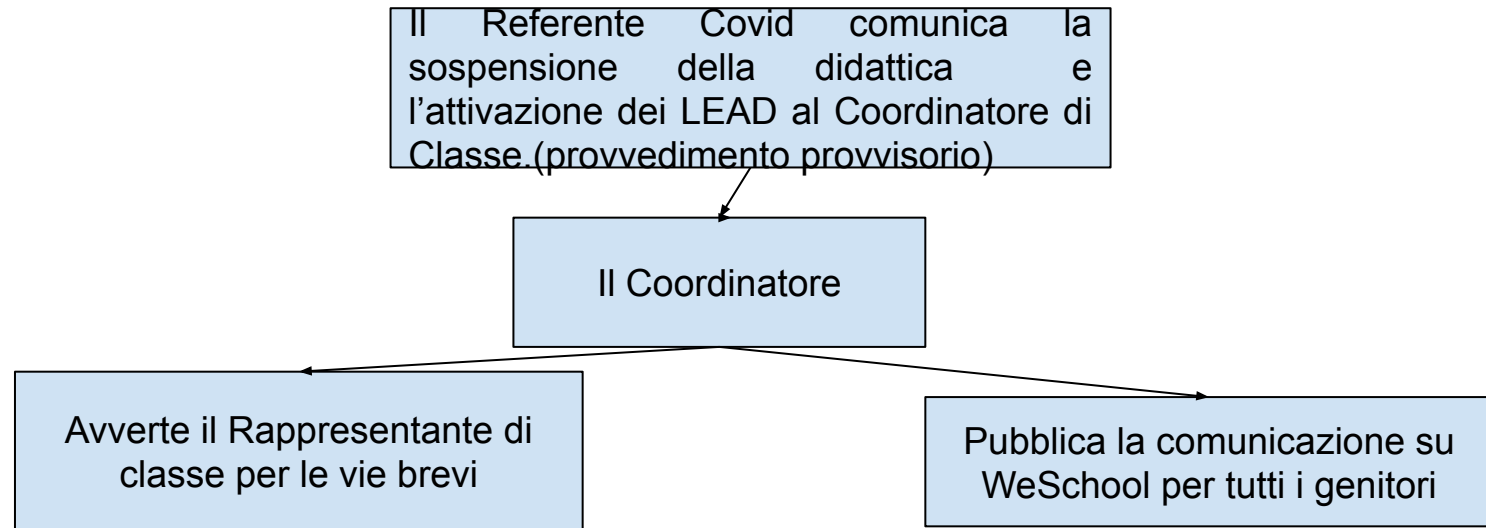 Il Referente Covid comunica la
sospensione della didattica e
l’attivazione dei LEAD al Coordinatore di
Classe.(provvedimento provvisorio)
Il Coordinatore
Avverte il Rappresentante di
classe per le vie brevi
Pubblica la comunicazione su
WeSchool per tutti i genitori